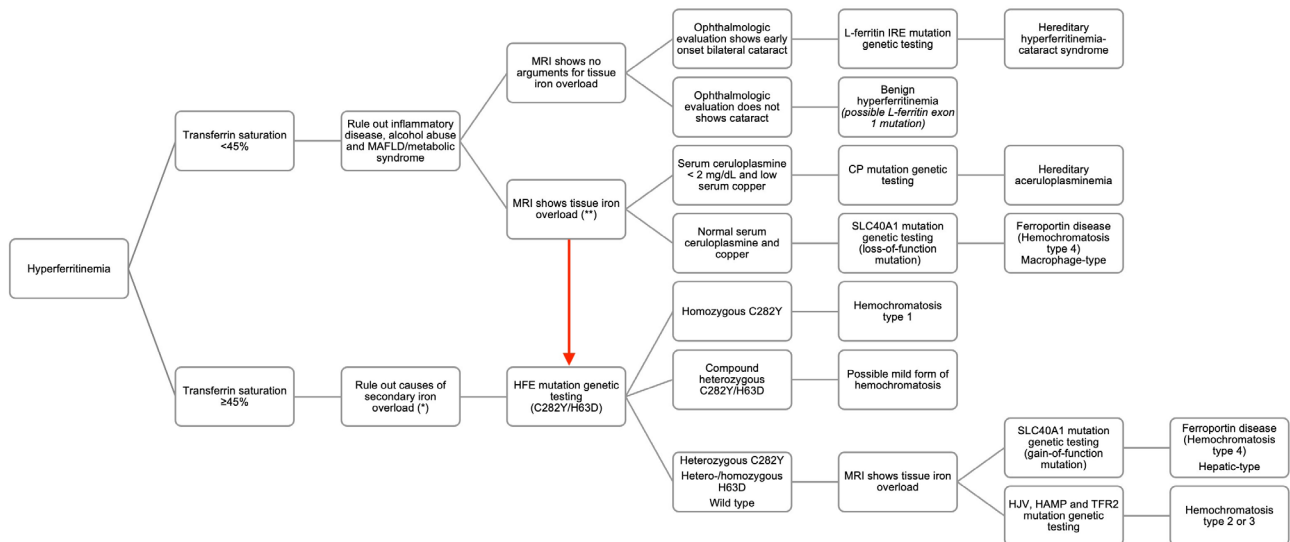 Hyperferritinemia
Transferrin saturation
<45%
Rule out inflammatory
disease, alcohol abuse
and MAFLD/metabolic
syndrome
MRI shows no
arguments for tissue
iron overload
Ophthalmologic
evaluation shows early
onset bilateral cataract
L-ferritin IRE mutation
genetic testing
Hereditary
hyperferritinemia-
cataract syndrome
Ophthalmologic
evaluation does not
shows cataract
Benign
hyperferritinemia
(possible L-ferritin exon
1 mutation)
MRI shows tissue iron
overload (**)
Serum ceruloplasmine
< 2 mg/dL and low
serum copper
CP mutation genetic
testing
Hereditary
aceruloplasminemia
Normal serum
ceruloplasmine and
copper
SLC40A1 mutation
genetic testing
(loss-of-function
mutation)
Ferroportin disease
(Hemochromatosis
type 4)
Macrophage-type
Transferrin saturation
≥45%
Rule out causes of
secondary iron
overload (*)
HFE mutation genetic
testing
(C282Y/H63D)
Homozygous C282Y
Hemochromatosis
type 1
Compound
heterozygous
C282Y/H63D
Possible mild form of
hemochromatosis
Heterozygous C282Y
Hetero-/homozygous
H63D
Wild type
MRI shows tissue iron
overload
SLC40A1 mutation
genetic testing
(gain-of-function
mutation)
Ferroportin disease
(Hemochromatosis
type 4)
Hepatic-type
HJV, HAMP and TFR2
mutation genetic
testing
Hemochromatosis
type 2 or 3